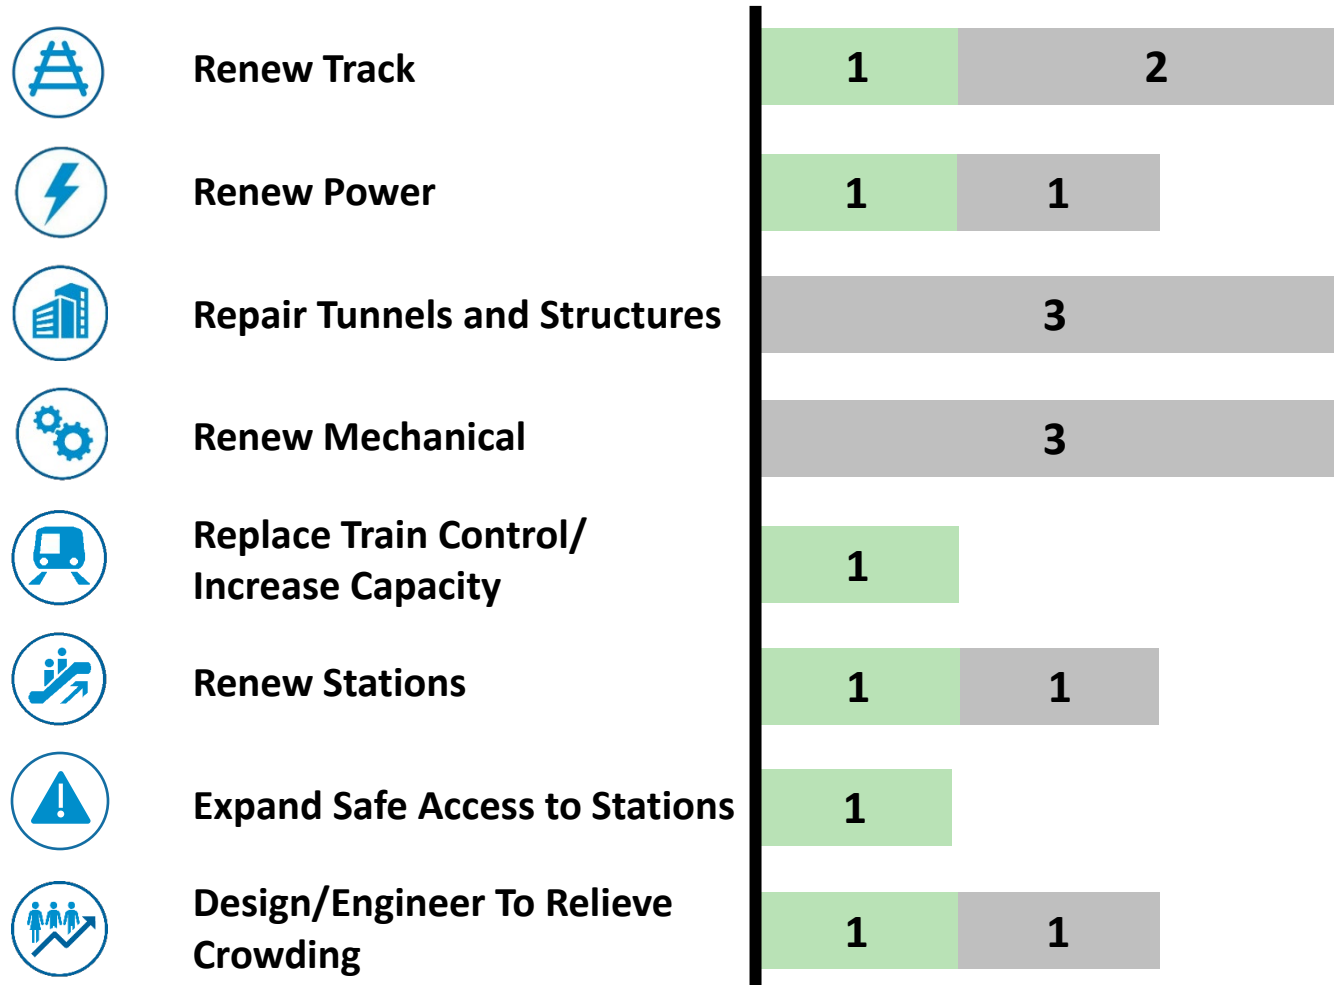 Renew Track
1 2
Renew Power
1 1
Repair Tunnels and Structures
3
Renew Mechanical
3
Replace Train Control/
Increase Capacity
1
Renew Stations
1 1
Expand Safe Access to Stations
1
Design/Engineer To Relieve
Crowding
1 1